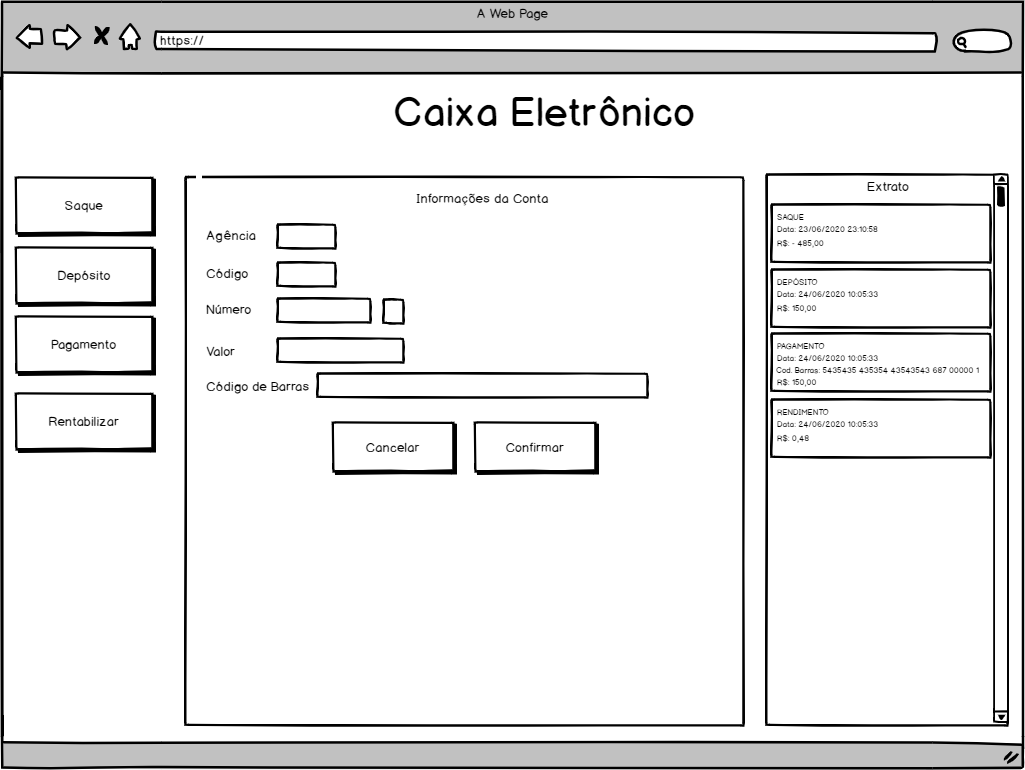 A Web Page
https://
Caixa Eletrônico
Saque
Depósito
Pagamento
Rentabilizar
Informações da Conta
Agência
Código
Número
Valor
Código de Barras
Cancelar
Confirmar
Extrato
SAQUE
Data: 23/06/2020 23:10:58
R$: - 485,00
DEPÓSITO
Data: 24/06/2020 10:05:33
R$: 150,00
PAGAMENTO
Data: 24/06/2020 10:05:33
Cod. Barras: 5435435 435354 43543543 687 00000 1
R$: 150,00
RENDIMENTO
Data: 24/06/2020 10:05:33
R$: 0,48